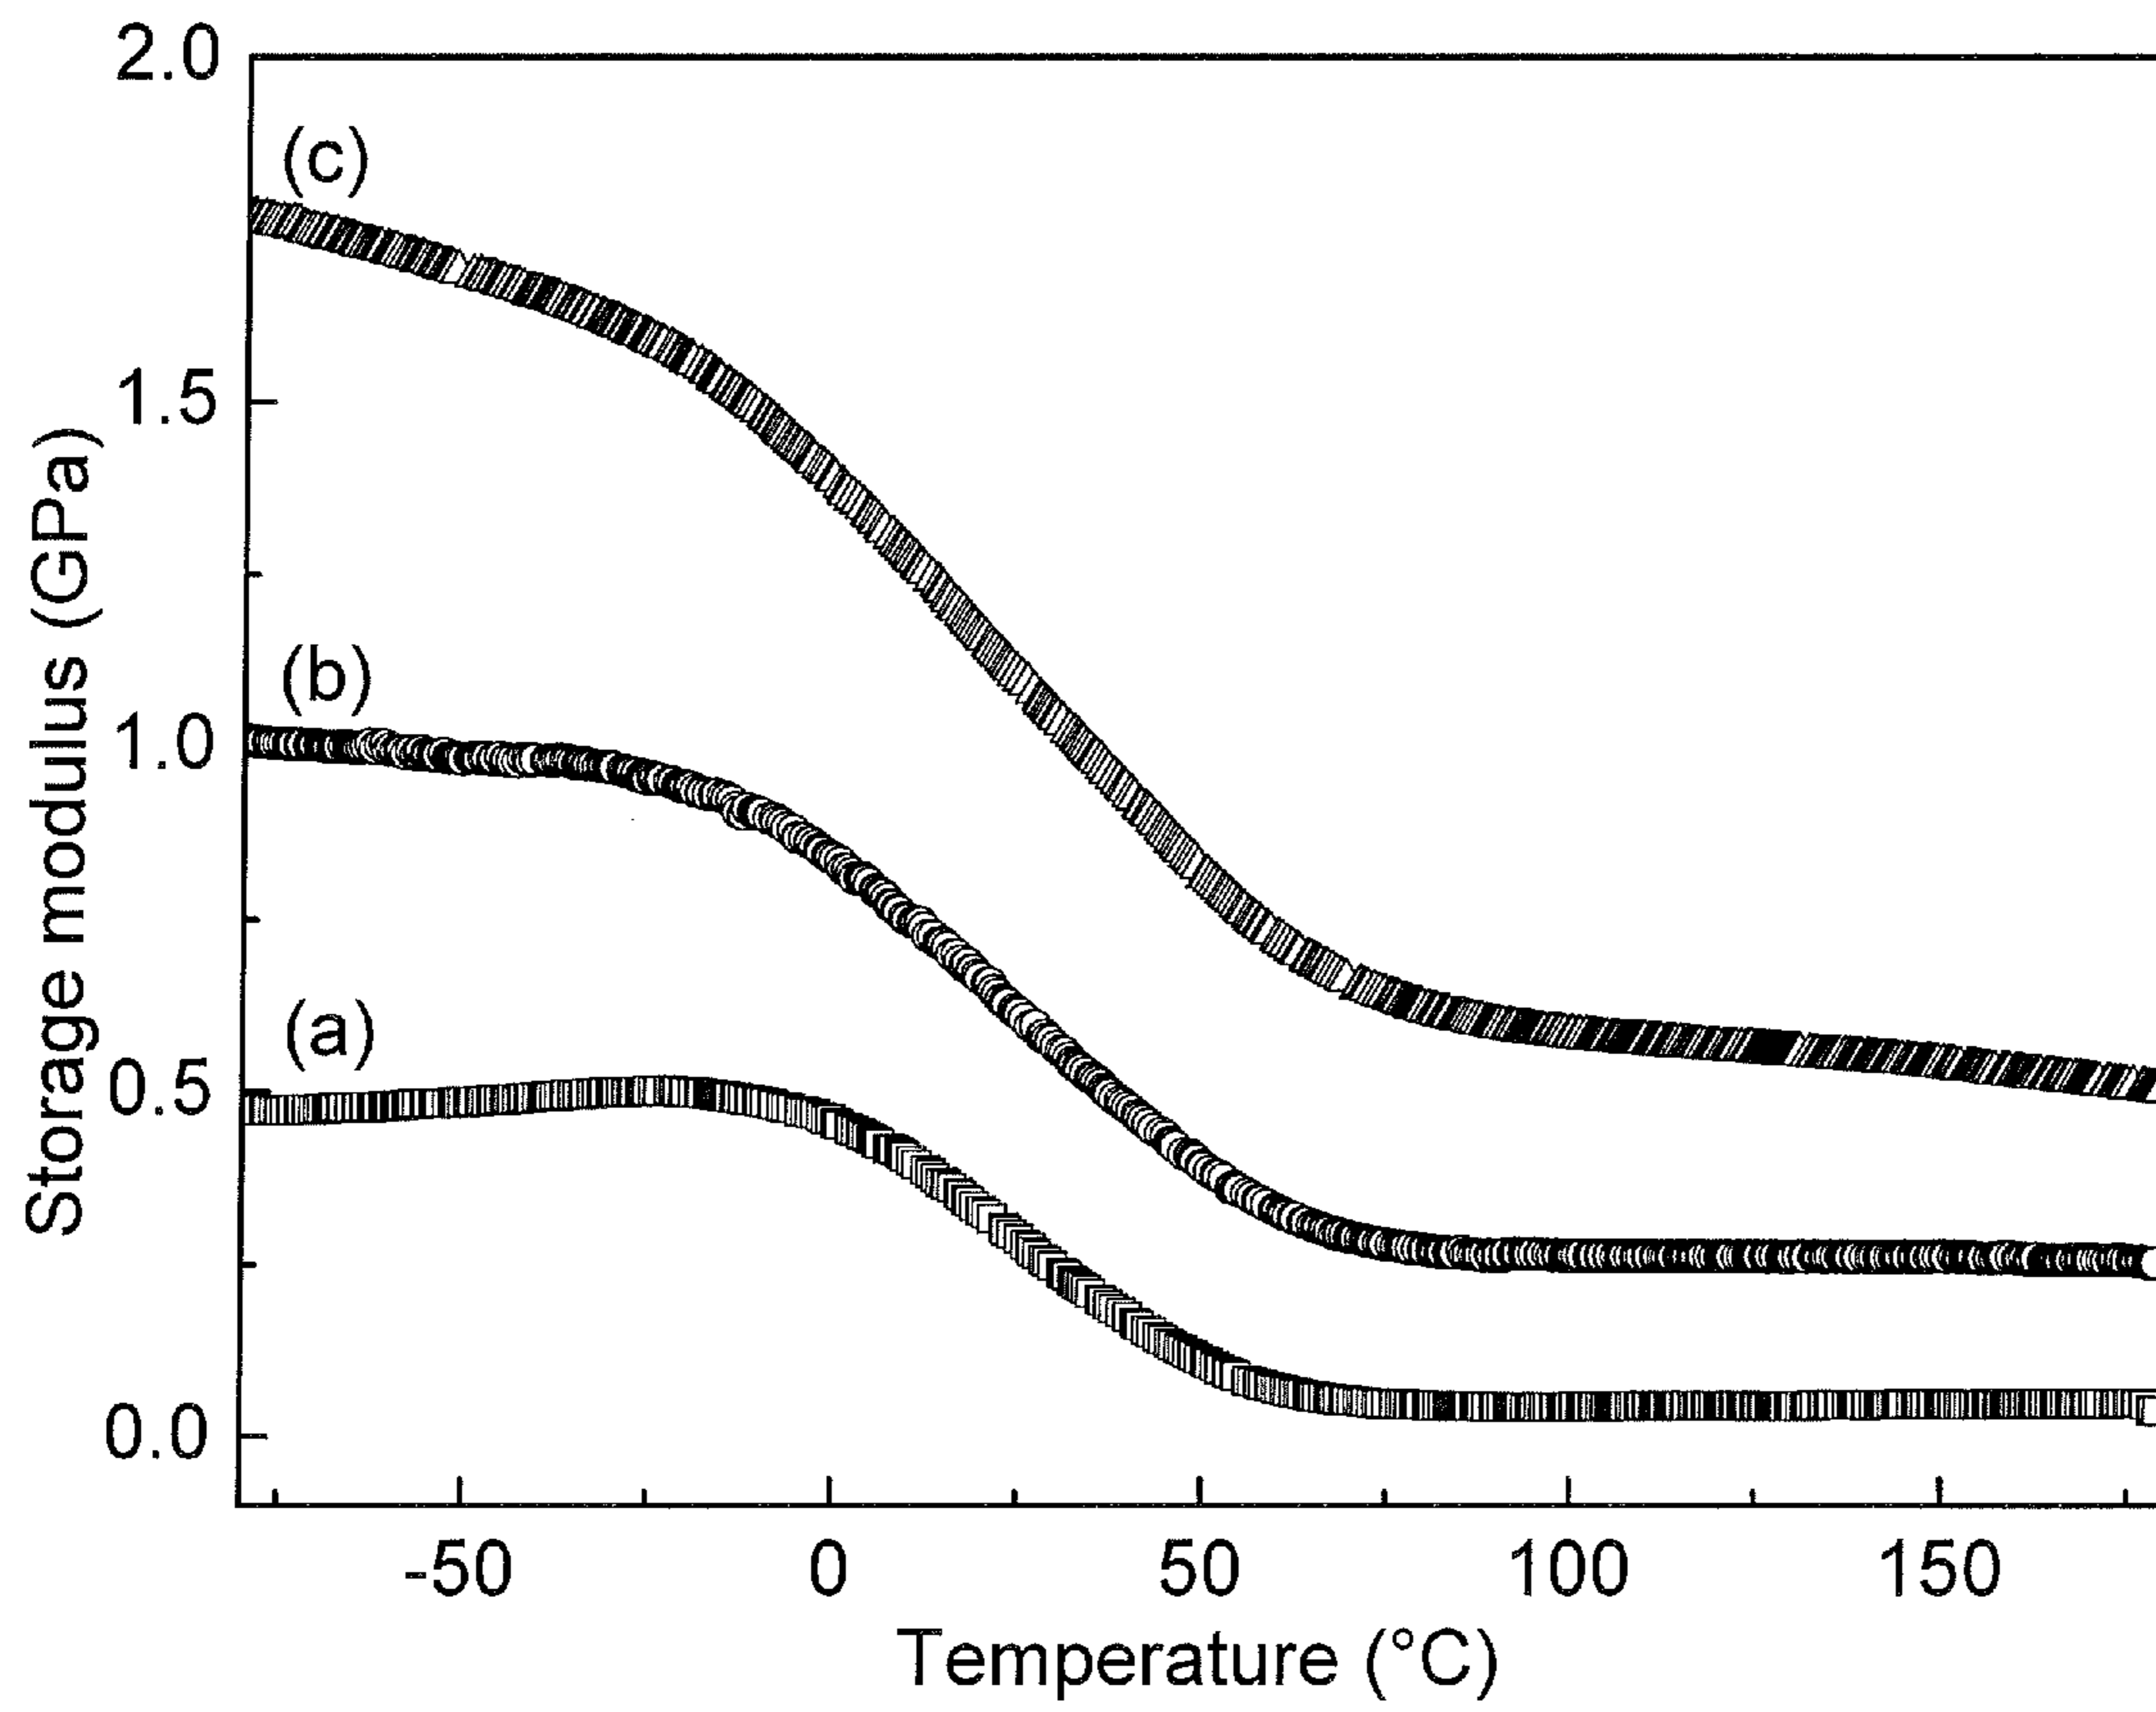 2.0
(c)
1.5
Storage modulus (GPa)
(b)
1.0
(a)
0.5
0.0
-50 0 50 100 150
Temperature (°C)